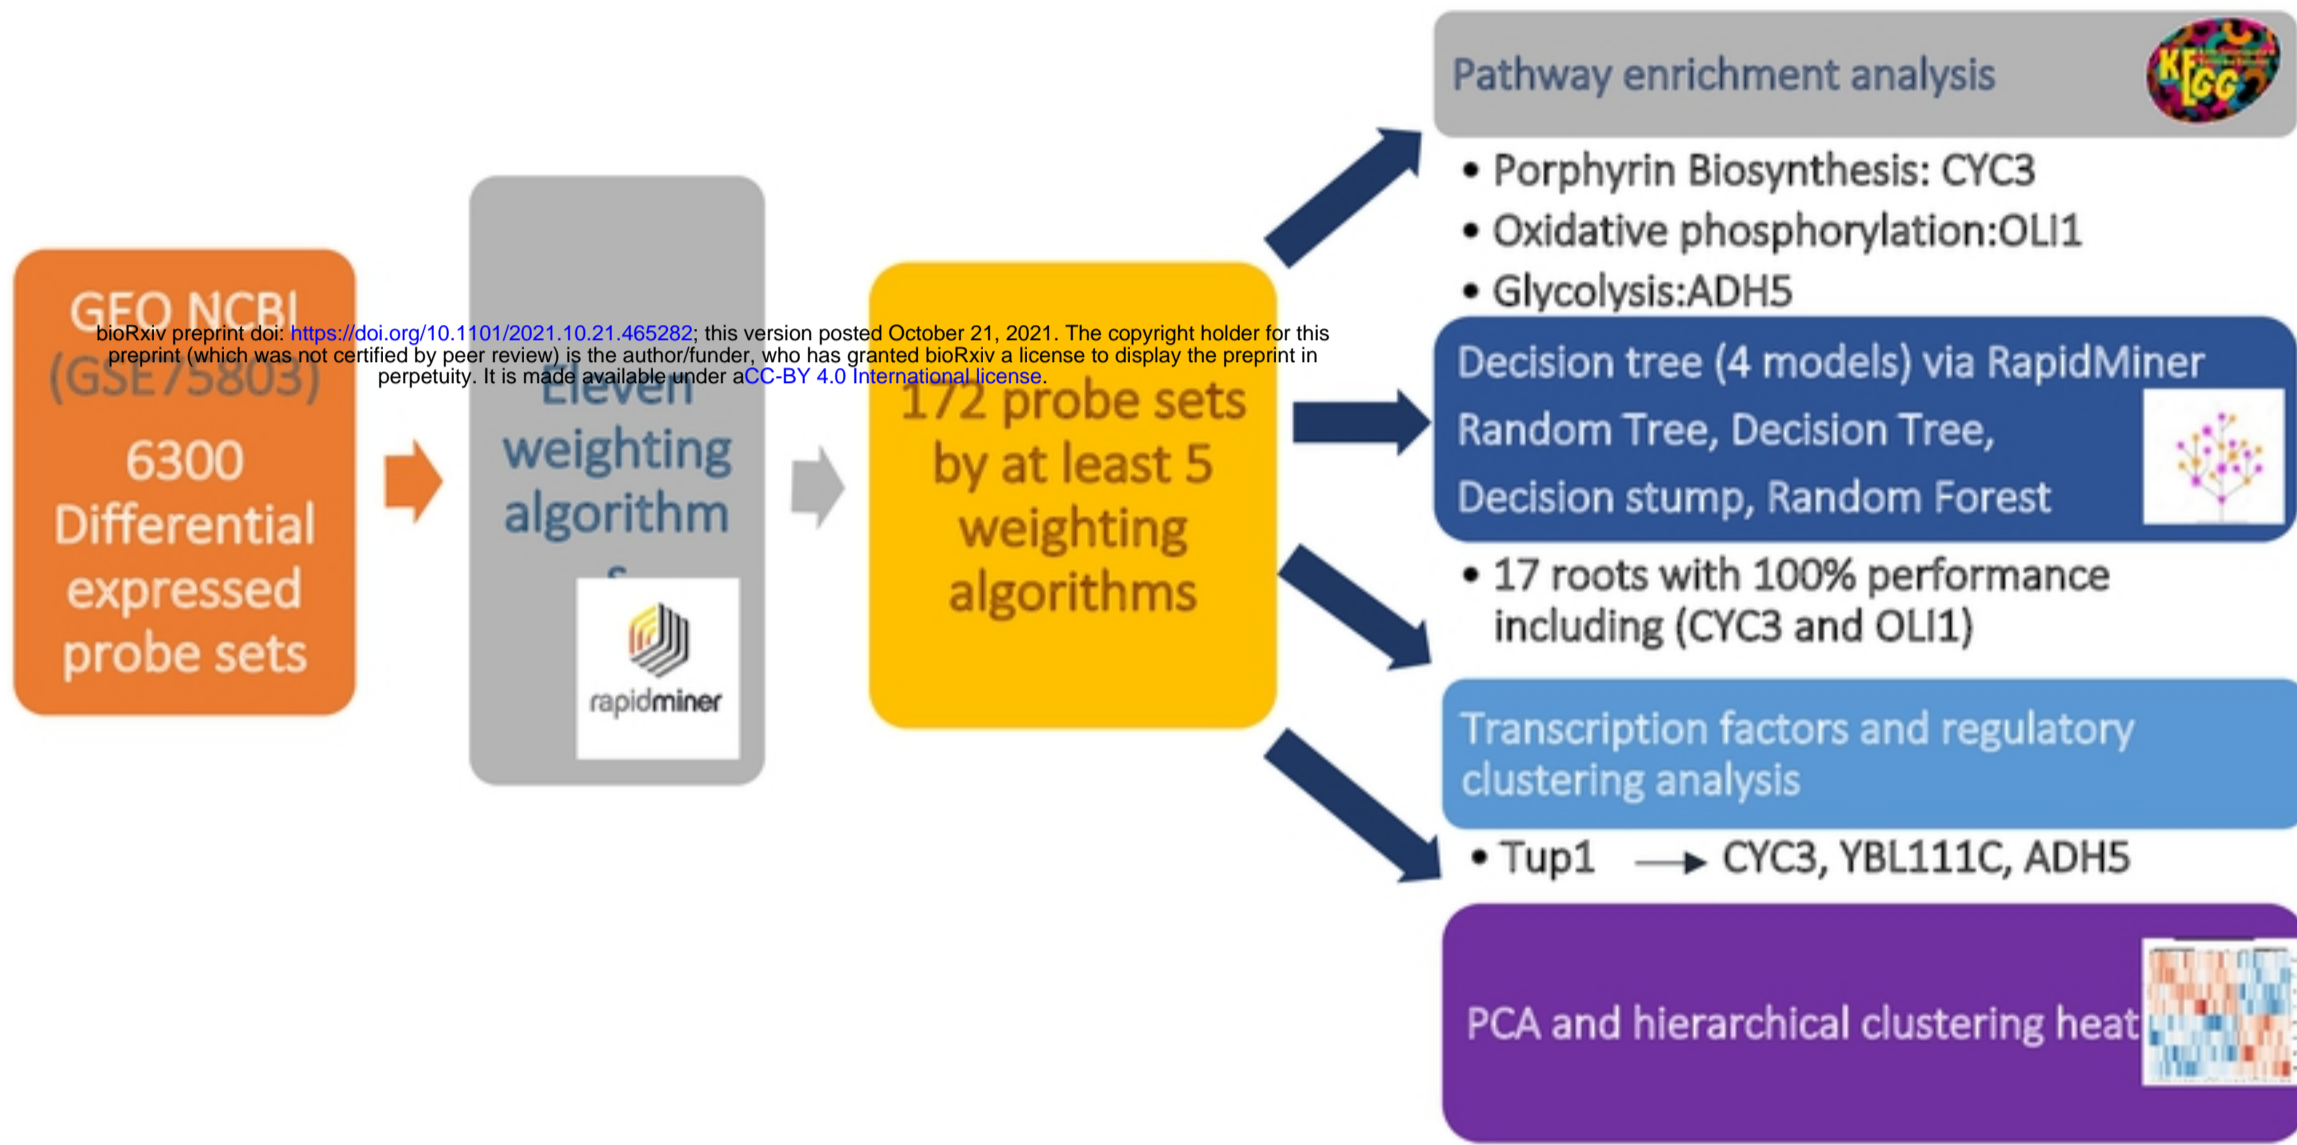 GEO NCBI
(GSE75803)
6300
Differential
expressed
probe sets
bioRxiv preprint doi: https://doi.org/10.1101/2021.10.21.465282; this version posted October 21, 2021. The copyright holder for this
preprint (which was not certified by peer review) is the author/funder, who has granted bioRxiv a license to display the preprint in
perpetuity. It is made available under aCC-BY 4.0 International license.
Eleven
weighting
algorithm
s
rapidminer
172 probe sets
by at least 5
weighting
algorithms
Pathway enrichment analysis
KEGG
• Porphyrin Biosynthesis: CYC3
• Oxidative phosphorylation:OLI1
• Glycolysis:ADH5
Decision tree (4 models) via RapidMiner
Random Tree, Decision Tree,
Decision stump, Random Forest
• 17 roots with 100% performance
including (CYC3 and OLI1)
Transcription factors and regulatory
clustering analysis
• Tup1 → CYC3, YBL111C, ADH5
PCA and hierarchical clustering heat